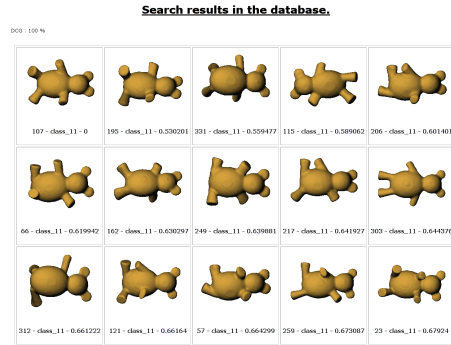 Search results in the database.
DCG : 100 %
107 - class_11 - 0
195 - class_11 - 0.530201
331 - class_11 - 0.559477
115 - class_11 - 0.589062
206 - class_11 - 0.601401
66 - class_11 - 0.619942
162 - class_11 - 0.630297
249 - class_11 - 0.639881
217 - class_11 - 0.641927
303 - class_11 - 0.644376
312 - class_11 - 0.661222
121 - class_11 - 0.66164
57 - class_11 - 0.664299
259 - class_11 - 0.673087
23 - class_11 - 0.67924